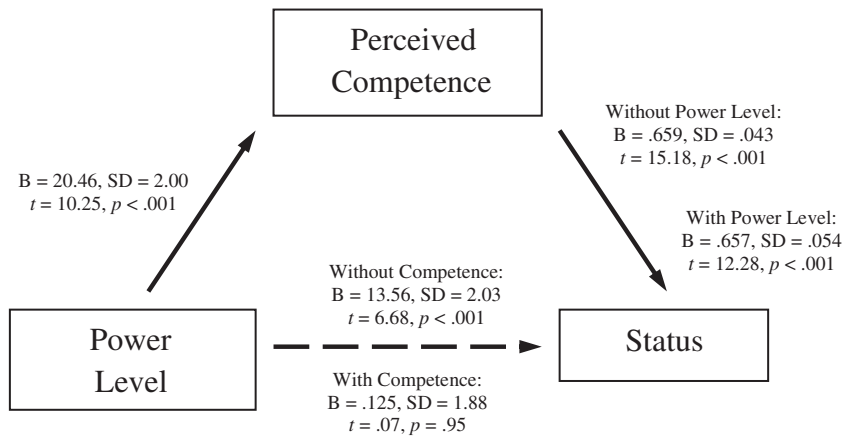 Perceived
Competence
Without Power Level:
B = .659, SD = .043
t = 15.18, p < .001
B = 20.46, SD = 2.00
t = 10.25, p < .001
With Power Level:
B = .657, SD = .054
t = 12.28, p < .001
Without Competence:
B = 13.56, SD = 2.03
t = 6.68, p < .001
Power
Level
Status
With Competence:
B = .125, SD = 1.88
t = .07, p = .95